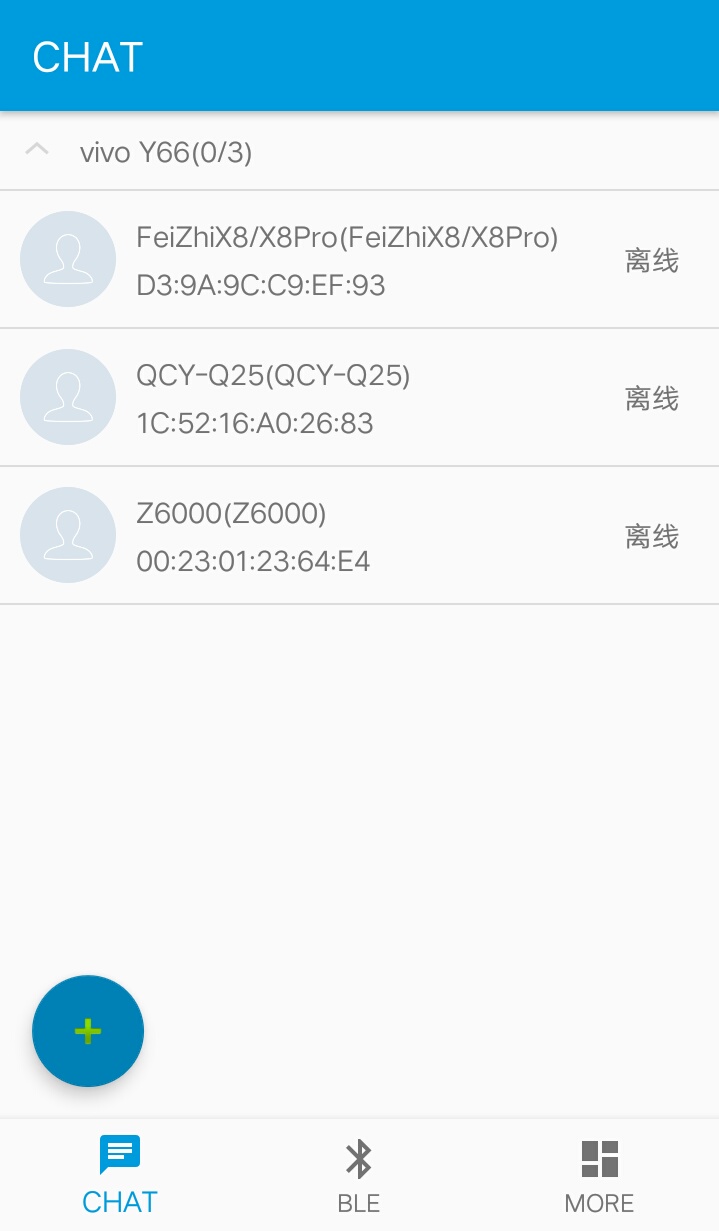 CHAT
vivo Y66(0/3)
FeiZhiX8/X8Pro(FeiZhiX8/X8Pro)
D3:9A:9C:C9:EF:93
离线
QCY-Q25(QCY-Q25)
1C:52:16:A0:26:83
离线
Z6000(Z6000)
00:23:01:23:64:E4
离线
CHAT
BLE
MORE